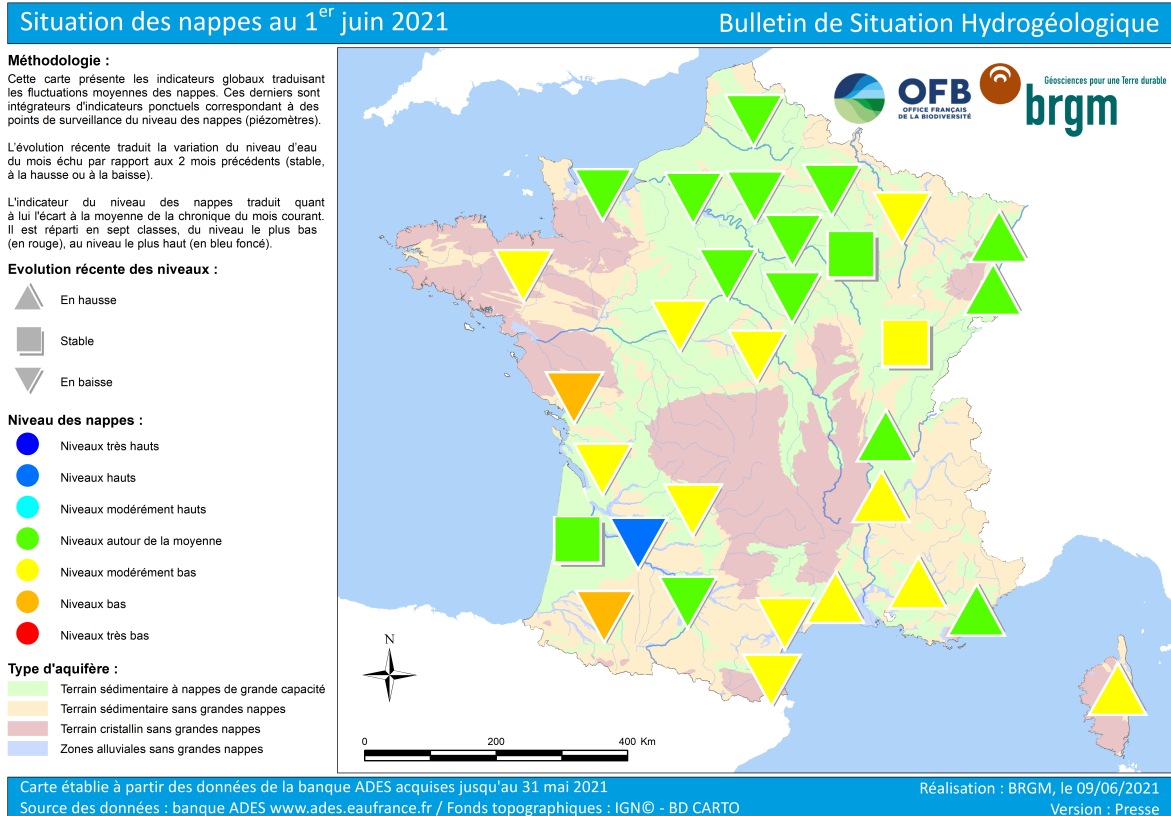 Situation des nappes au 1er juin 2021
Bulletin de Situation Hydrogéologique
Méthodologie :
Cette carte présente les indicateurs globaux traduisant
les fluctuations moyennes des nappes. Ces derniers sont
intégrateurs d'indicateurs ponctuels correspondant à des
points de surveillance du niveau des nappes (piézomètres).
L'évolution récente traduit la variation du niveau d'eau
du mois échu par rapport aux 2 mois précédents (stable,
à la hausse ou à la baisse).
L'indicateur du niveau des nappes traduit quant
à lui l'écart à la moyenne de la chronique du mois courant.
Il est réparti en sept classes, du niveau le plus bas
(en rouge), au niveau le plus haut (en bleu foncé).
Evolution récente des niveaux :
En hausse
Stable
En baisse
Niveau des nappes :
Niveaux très hauts
Niveaux hauts
Niveaux modérément hauts
Niveaux autour de la moyenne
Niveaux modérément bas
Niveaux bas
Niveaux très bas
Type d'aquifère :
Terrain sédimentaire à nappes de grande capacité
Terrain sédimentaire sans grandes nappes
Terrain cristallin sans grandes nappes
Zones alluviales sans grandes nappes
OFB
OFFICE FRANÇAIS
DE LA BIODIVERSITÉ
Géosciences pour une Terre durable
brgm
N
0 200 400 Km
Carte établie à partir des données de la banque ADES acquises jusqu'au 31 mai 2021
Source des données : banque ADES www.ades.eaufrance.fr / Fonds topographiques : IGN© - BD CARTO
Réalisation : BRGM, le 09/06/2021
Version : Presse